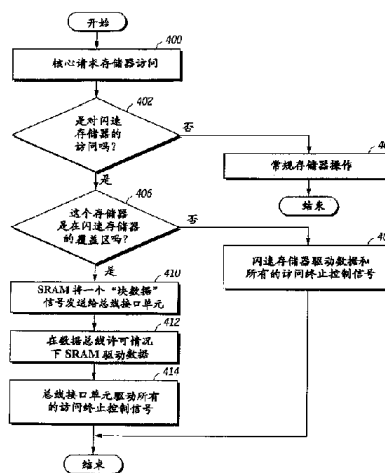 开始
400
核心请求存储器访问
402
是对闪速
存储器的
访问吗?
否
是
40
常规存储器操作
结束
406
这个存储器
是在闪速存储器
的覆盖区吗?
否
是
40
闪速存储器驱动数据和
所有的访问终止控制信号
410
SRAM 将一个“块数据”
信号发送给总线接口单元
412
在数据总线许可情况
下 SRAM 驱动数据
414
总线接口单元驱动所有
的访问终止控制信号
结束